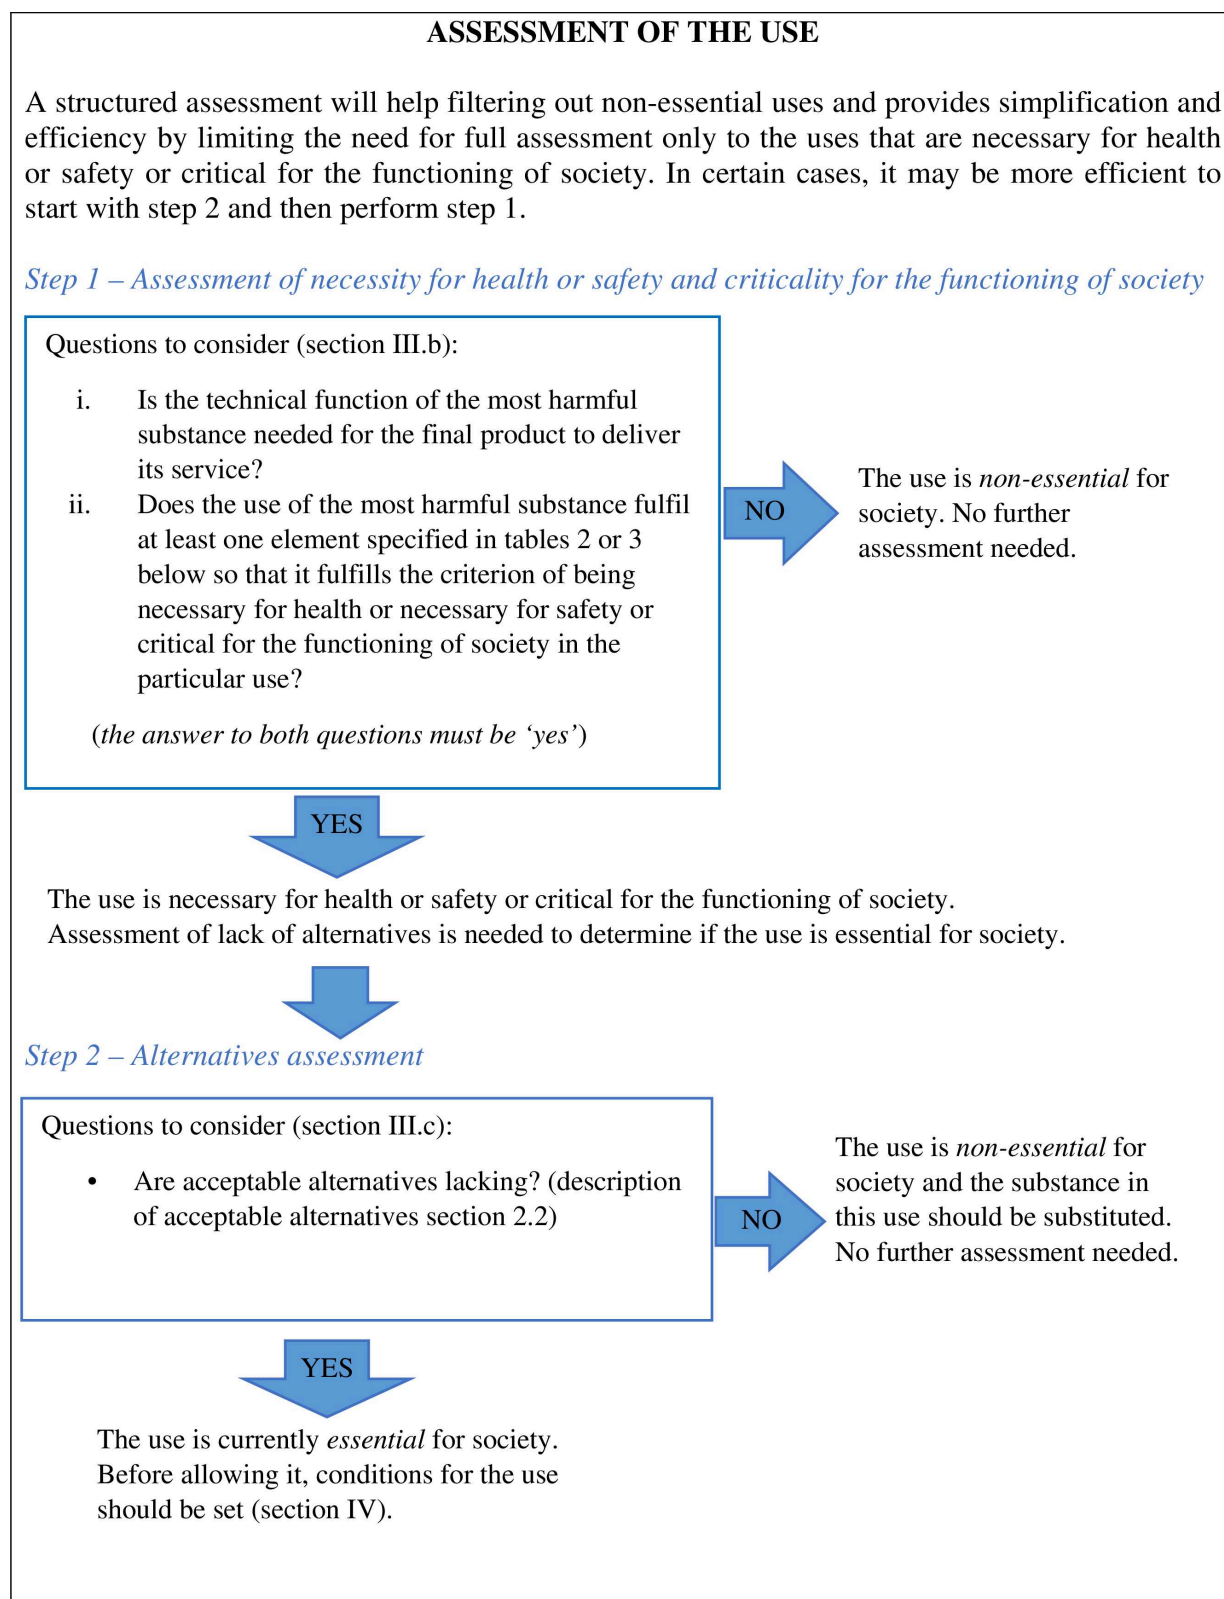 ASSESSMENT OF THE USE
A structured assessment will help filtering out non-essential uses and provides simplification and
efficiency by limiting the need for full assessment only to the uses that are necessary for health
or safety or critical for the functioning of society. In certain cases, it may be more efficient to
start with step 2 and then perform step 1.
Step 1 – Assessment of necessity for health or safety and criticality for the functioning of society
Questions to consider (section III.b):
i. Is the technical function of the most harmful
substance needed for the final product to deliver
its service?
ii. Does the use of the most harmful substance fulfil
at least one element specified in tables 2 or 3
below so that it fulfills the criterion of being
necessary for health or necessary for safety or
critical for the functioning of society in the
particular use?
(the answer to both questions must be ‘yes’)
NO
The use is non-essential for
society. No further
assessment needed.
YES
The use is necessary for health or safety or critical for the functioning of society.
Assessment of lack of alternatives is needed to determine if the use is essential for society.
Step 2 – Alternatives assessment
Questions to consider (section III.c):
• Are acceptable alternatives lacking? (description
of acceptable alternatives section 2.2)
NO
The use is non-essential for
society and the substance in
this use should be substituted.
No further assessment needed.
YES
The use is currently essential for society.
Before allowing it, conditions for the use
should be set (section IV).